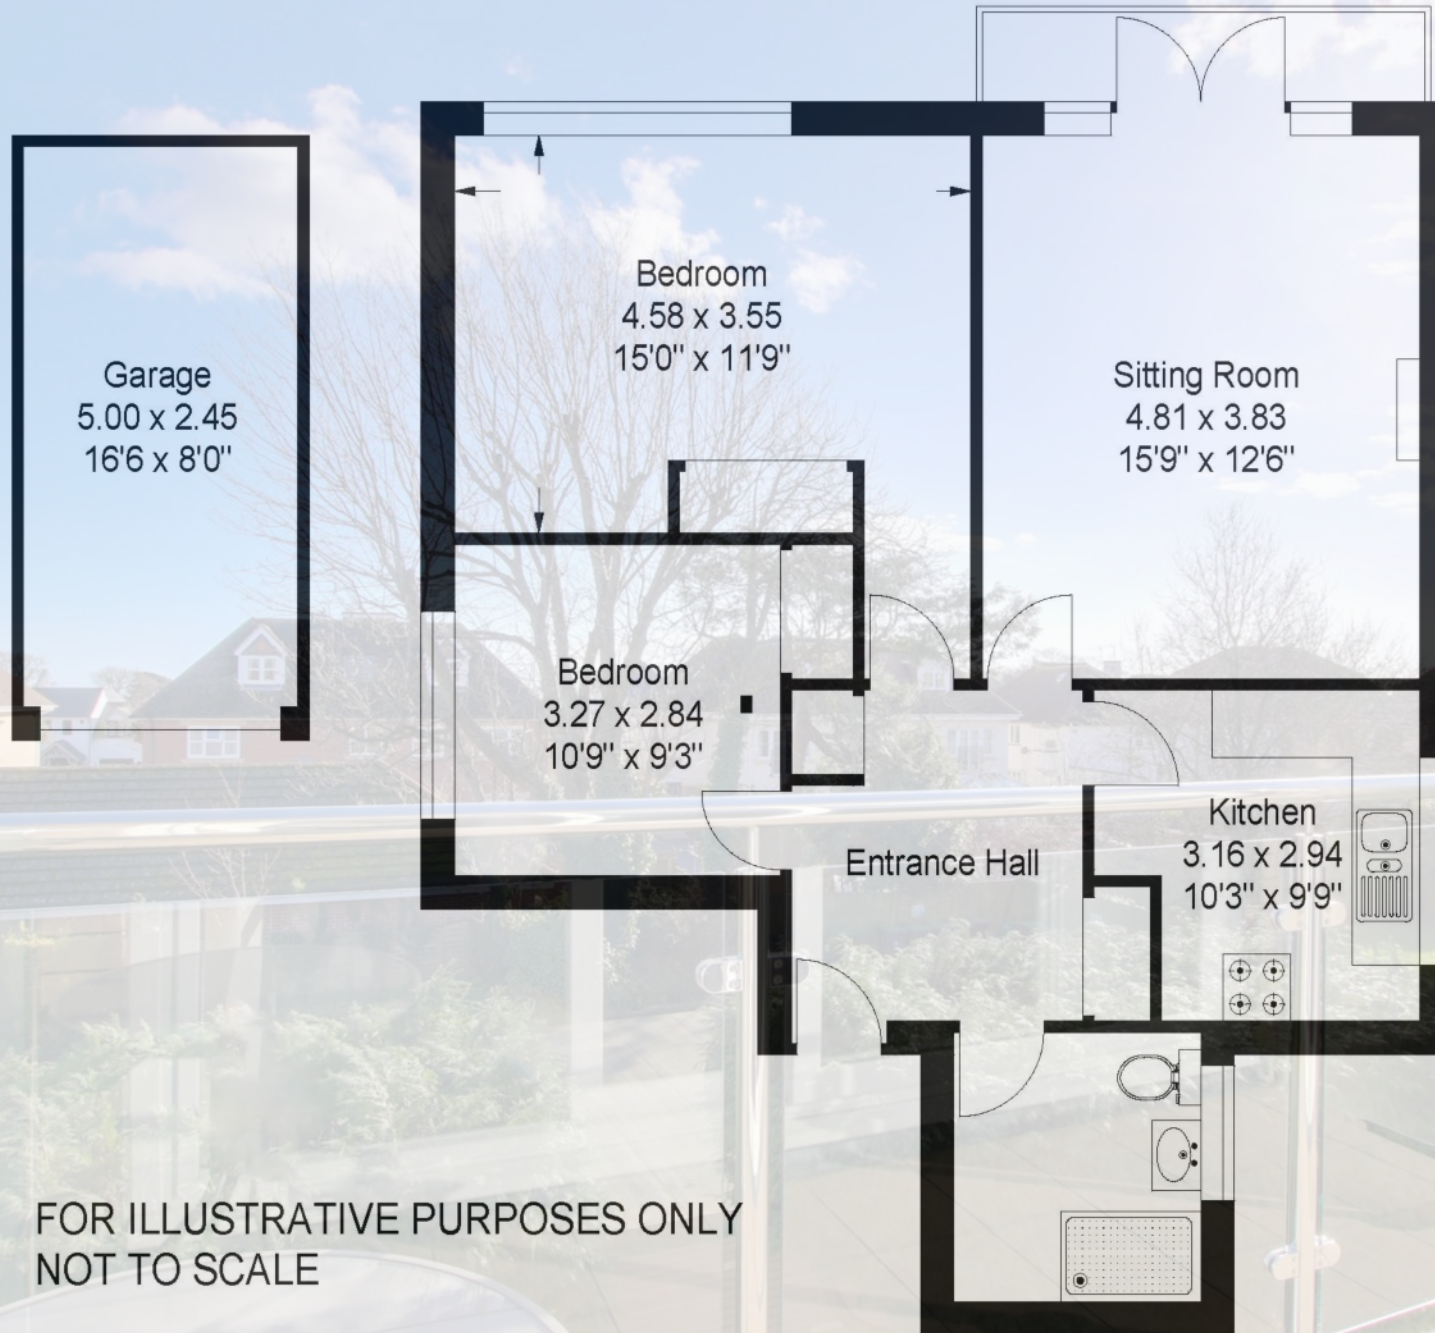 Bedroom
4.58 x 3.55
15'0" x 11'9"
Garage
5.00 x 2.45
16'6 x 8'0"
Sitting Room
4.81 x 3.83
15'9" x 12'6"
Bedroom
3.27 x 2.84
10'9" x 9'3"
Kitchen
3.16 x 2.94
10'3" x 9'9"
Entrance Hall
FOR ILLUSTRATIVE PURPOSES ONLY
NOT TO SCALE